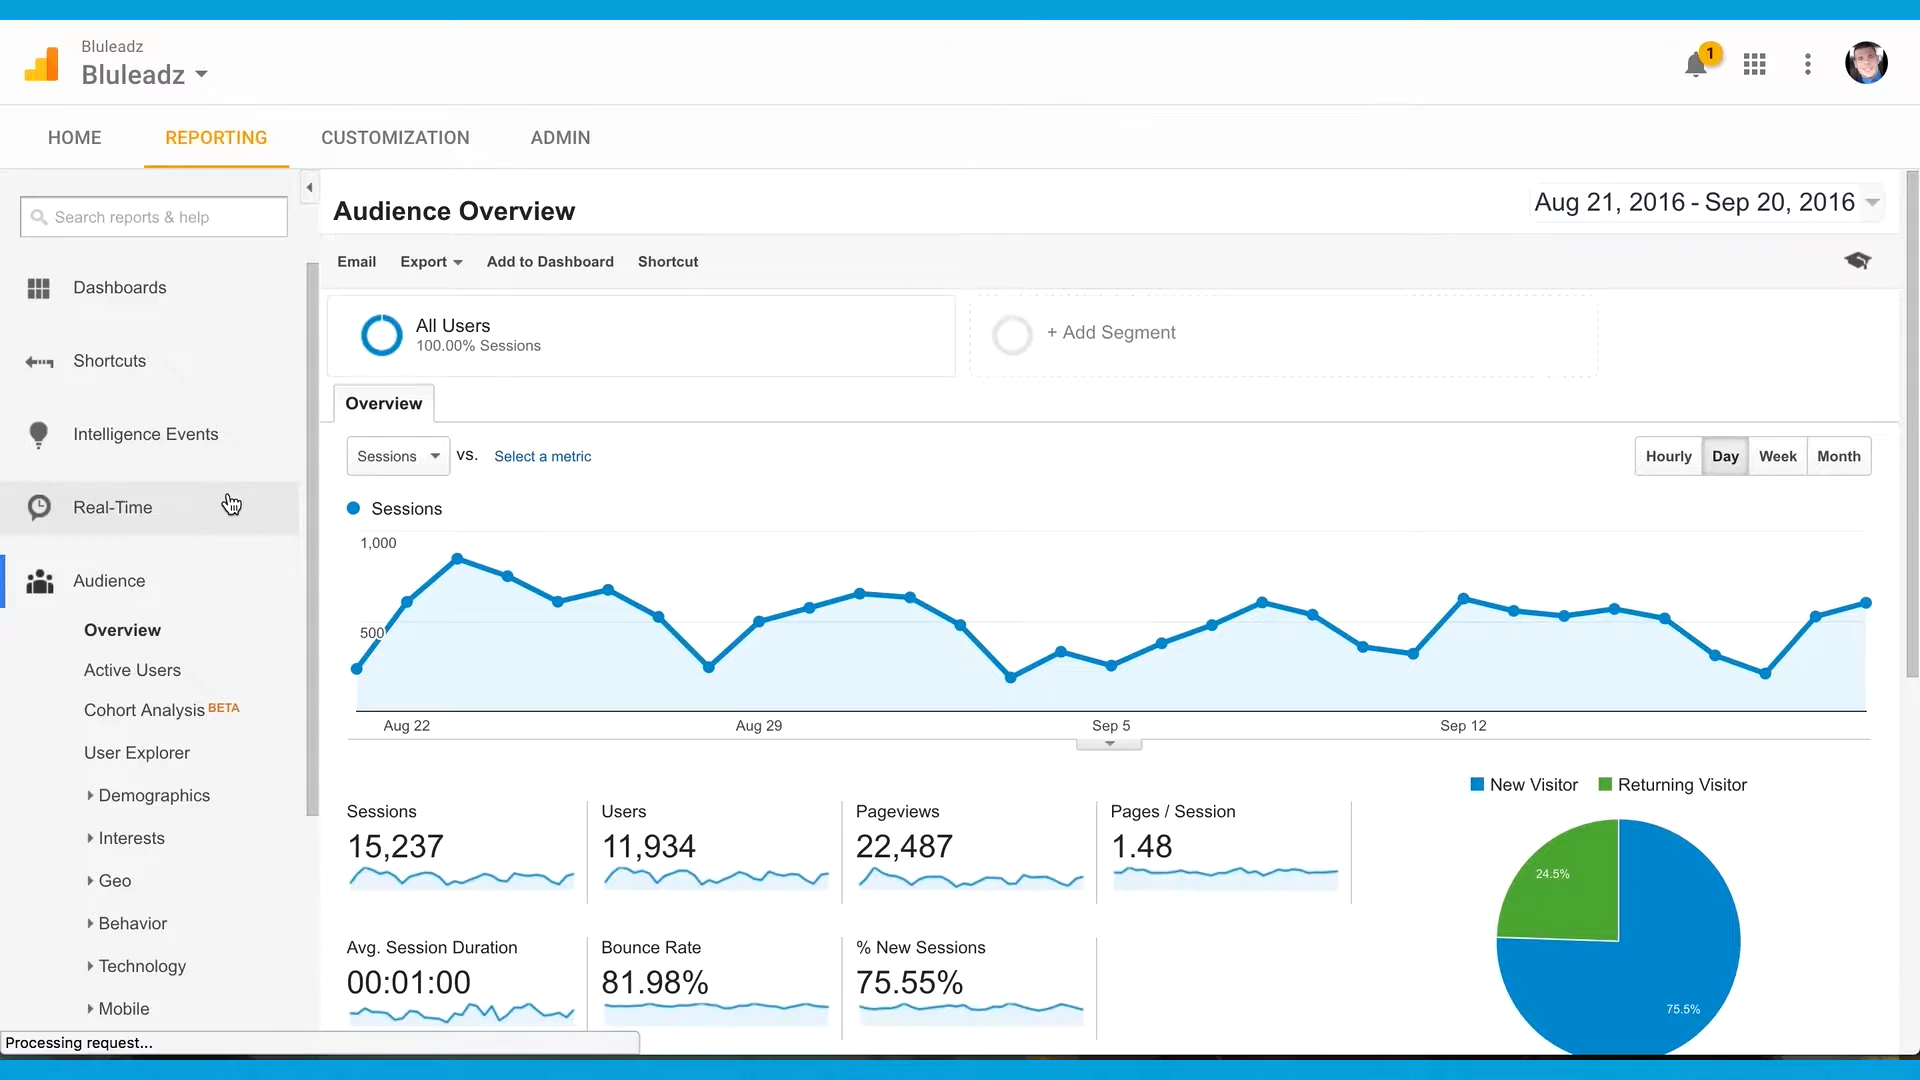 Bluleadz
Bluleadz
1
HOME REPORTING CUSTOMIZATION ADMIN
Search reports & help
Audience Overview
Aug 21, 2016 - Sep 20, 2016
Email Export Add to Dashboard Shortcut
Dashboards
Shortcuts
Intelligence Events
Real-Time
Audience
Overview
Active Users
Cohort Analysis BETA
User Explorer
Demographics
Interests
Geo
Behavior
Technology
Mobile
Processing request...
All Users
100.00% Sessions
+ Add Segment
Overview
Sessions vs. Select a metric
Hourly Day Week Month
Sessions
1,000
500
Aug 22 Aug 29 Sep 5 Sep 12
New Visitor Returning Visitor
Sessions Users Pageviews Pages / Session
15,237 11,934 22,487 1.48
Avg. Session Duration Bounce Rate % New Sessions
00:01:00 81.98% 75.55%
24.5%
75.5%